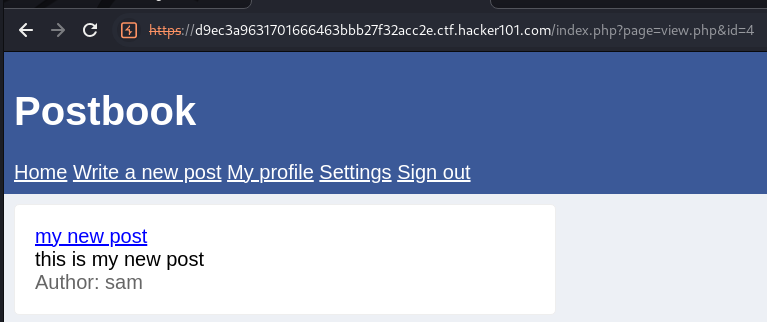 https://d9ec3a9631701666463bbb27f32acc2e.ctf.hacker101.com/index.php?page=view.php&id=4
Postbook
Home Write a new post My profile Settings Sign out
my new post
this is my new post
Author: sam